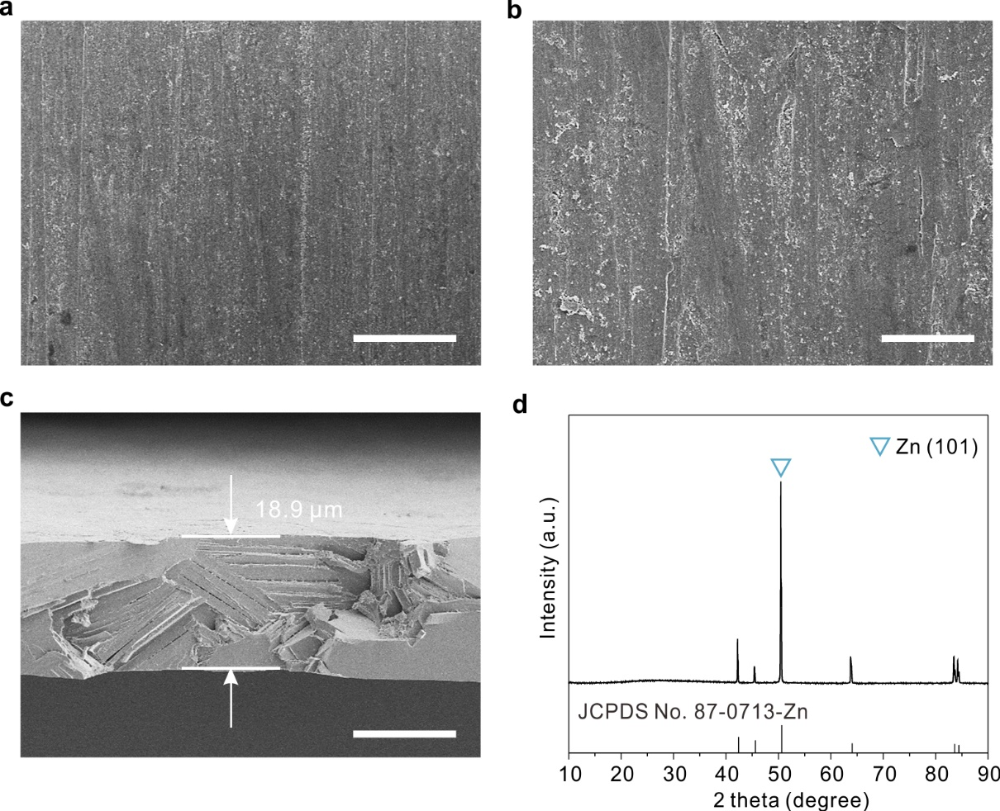 a
b
c
18.9 μm
d
Zn (101)
Intensity (a.u.)
JCPDS No. 87-0713-Zn
10 20 30 40 50 60 70 80 90
2 theta (degree)